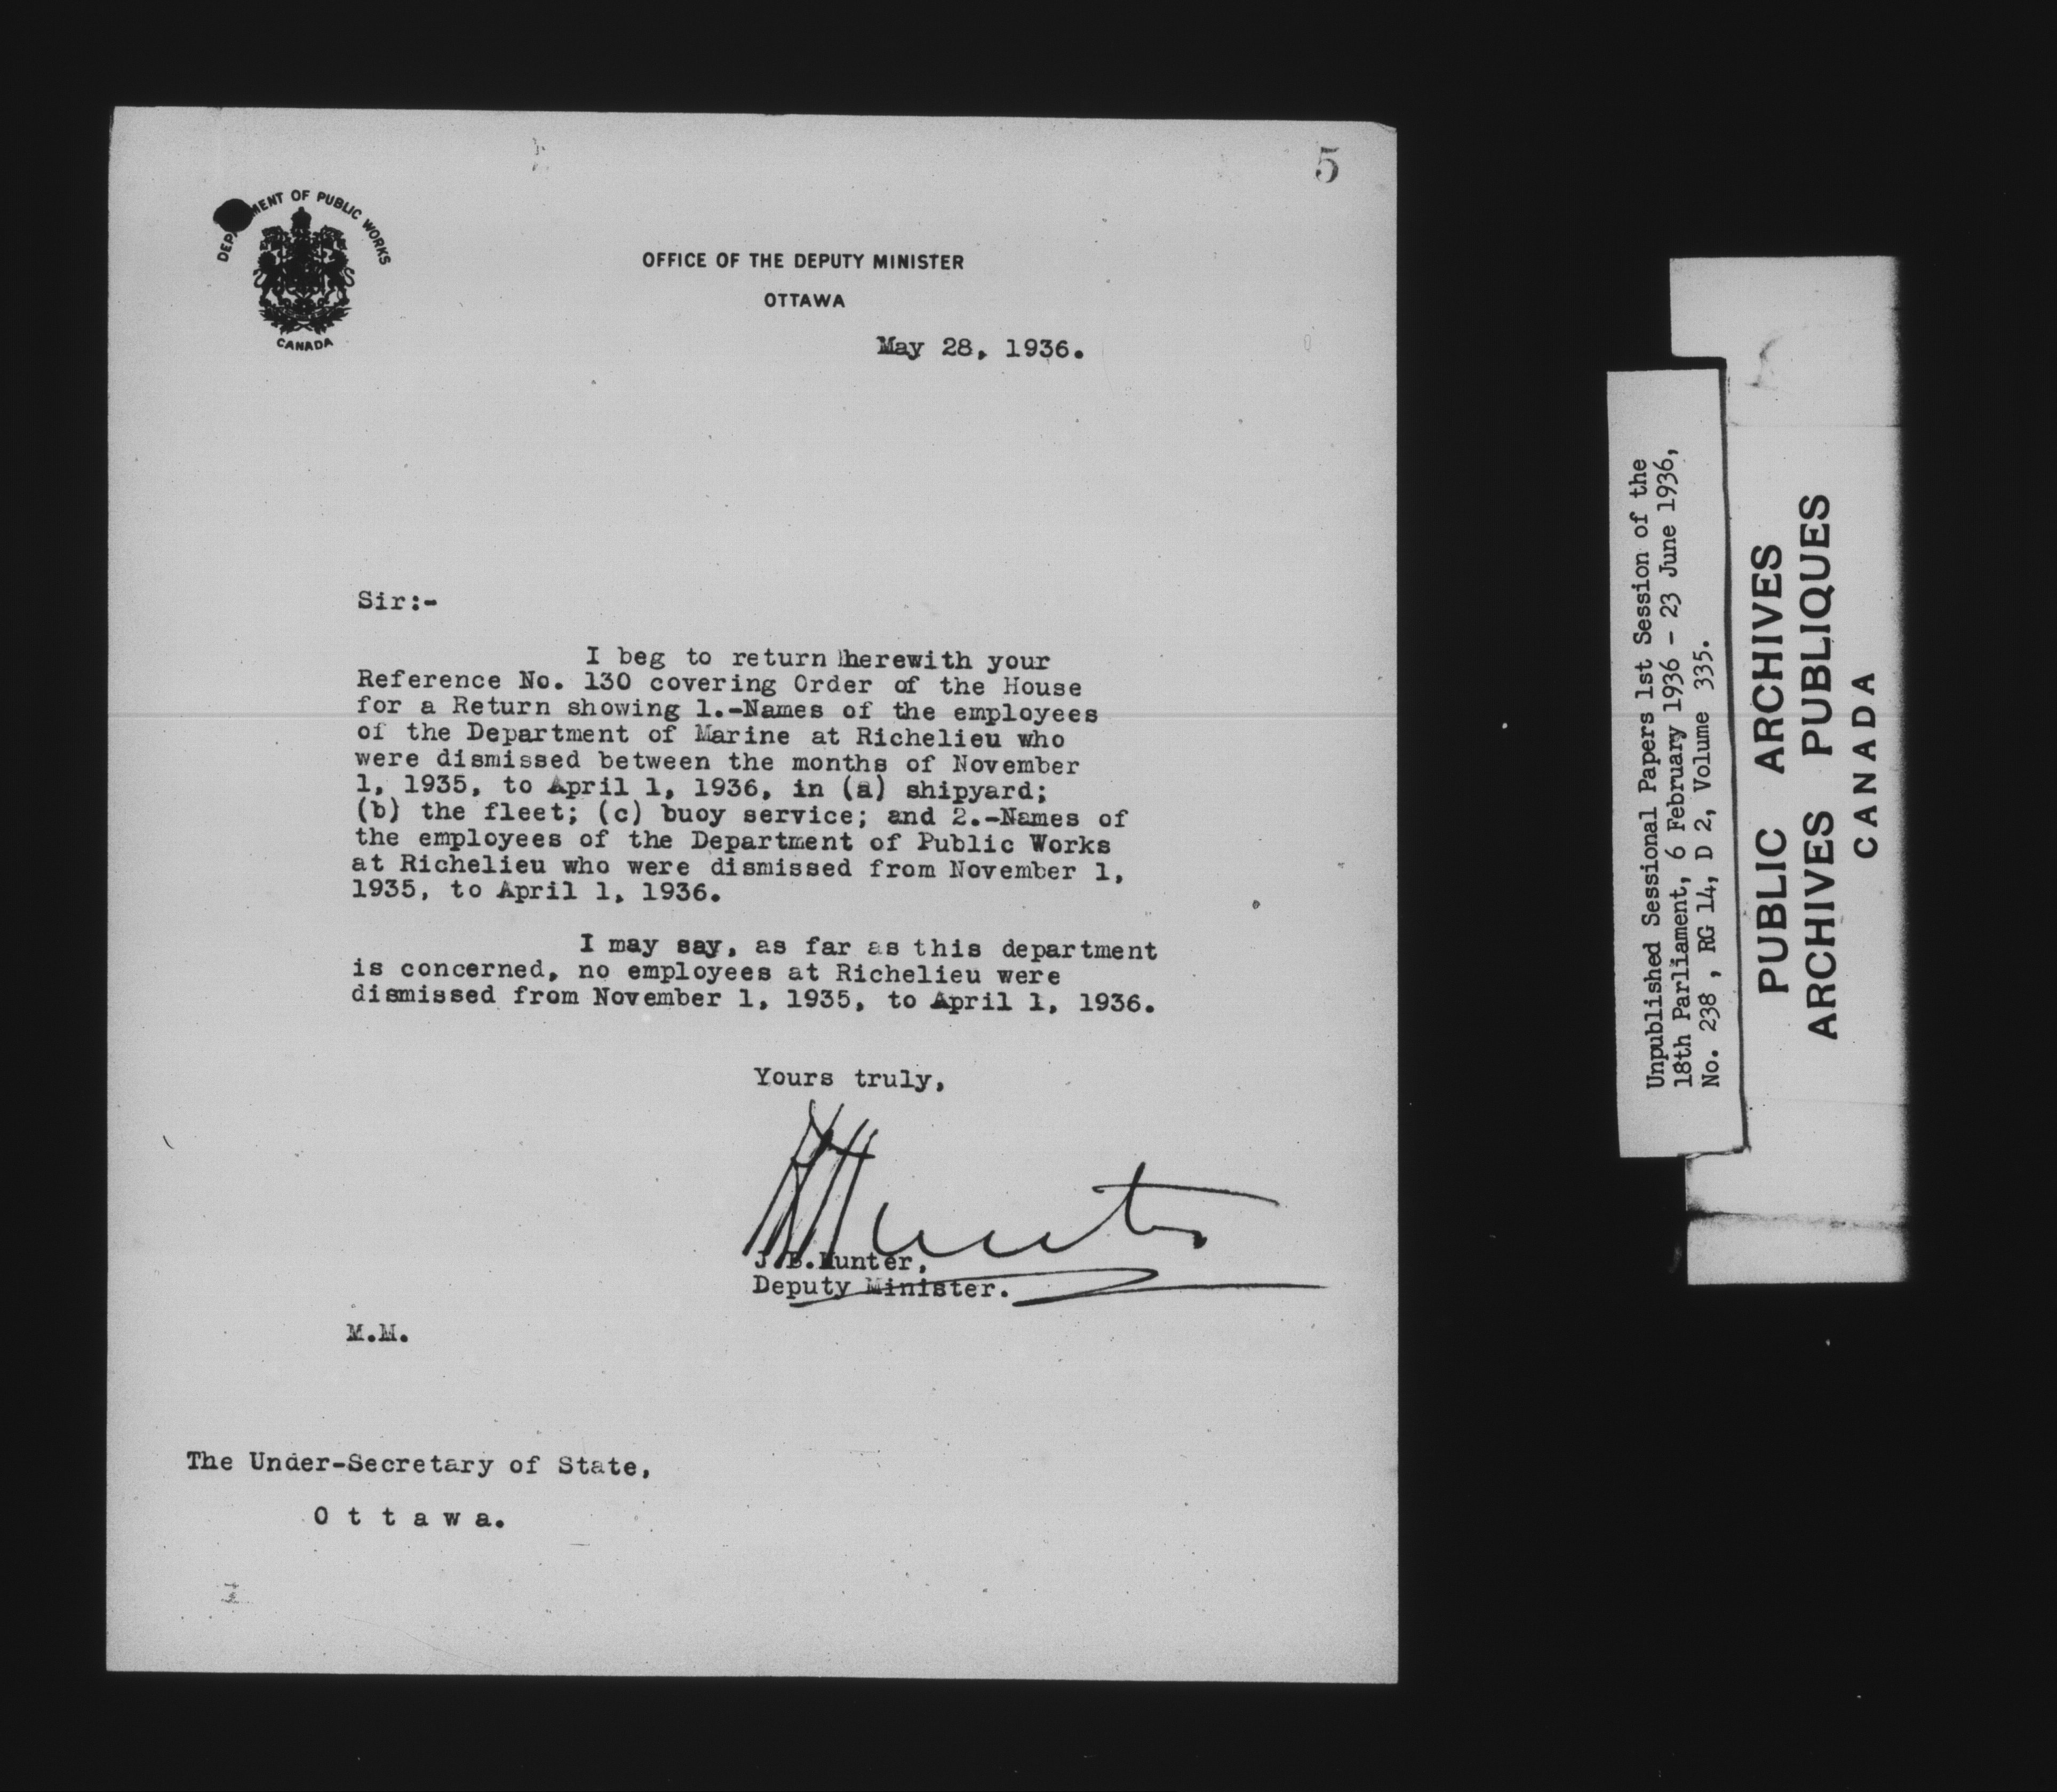 5
DEPARTMENT OF PUBLIC WORKS
CANADA
OFFICE OF THE DEPUTY MINISTER
OTTAWA
May 28, 1936.
Sir:-
I beg to return herewith your
Reference No. 130 covering Order of the House
for a Return showing 1.-Names of the employees
of the Department of Marine at Richelieu who
were dismissed between the months of November
1, 1935, to April 1, 1936, in (a) shipyard;
(b) the fleet; (c) buoy service; and 2.-Names of
the employees of the Department of Public Works
at Richelieu who were dismissed from November 1,
1935, to April 1, 1936.
I may say, as far as this department
is concerned, no employees at Richelieu were
dismissed from November 1, 1935, to April 1, 1936.
Yours truly,
J B Hunter
J.B.Hunter,
Deputy Minister.
M.M.
The Under-Secretary of State,
O t t a w a.
Unpublished Sessional Papers 1st Session of the
18th Parliament, 6 February 1936 - 23 June 1936,
No. 238 , RG 14, D 2, Volume 335.
PUBLIC ARCHIVES
ARCHIVES PUBLIQUES
CANADA